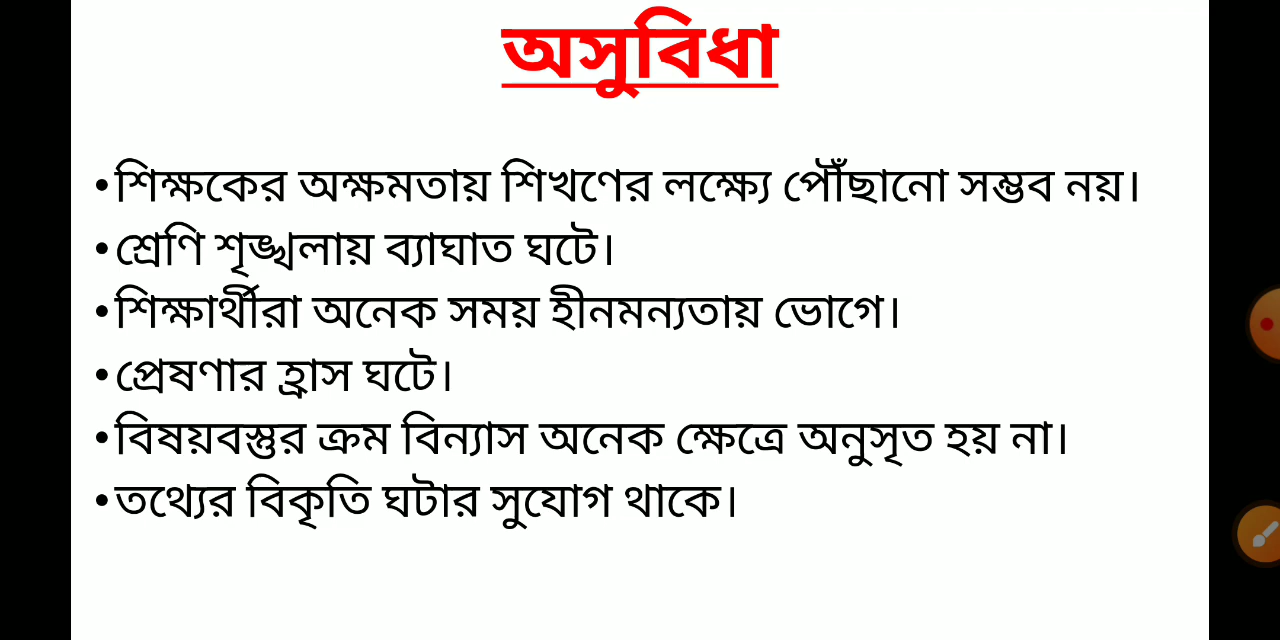 অসুবিধা
•শিক্ষকের অক্ষমতায় শিখণের লক্ষ্যে পৌঁছানো সম্ভব নয়।
•শ্রেণি শৃঙ্খলায় ব্যাঘাত ঘটে।
•শিক্ষার্থীরা অনেক সময় হীনমন্যতায় ভোগে।
•প্রেষণার হ্রাস ঘটে।
•বিষয়বস্তুর ক্রম বিন্যাস অনেক ক্ষেত্রে অনুসৃত হয় না।
•তথ্যের বিকৃতি ঘটার সুযোগ থাকে।